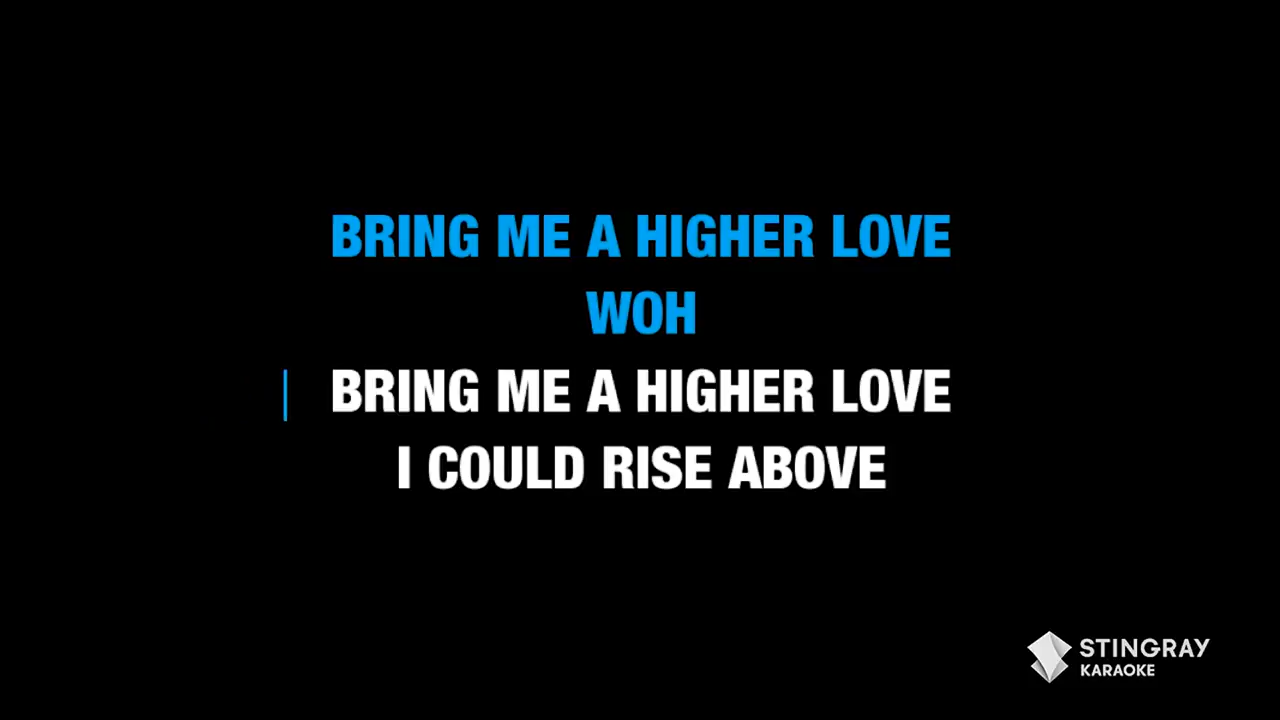 BRING ME A HIGHER LOVE
WOH
BRING ME A HIGHER LOVE
I COULD RISE ABOVE
STINGRAY
KARAOKE